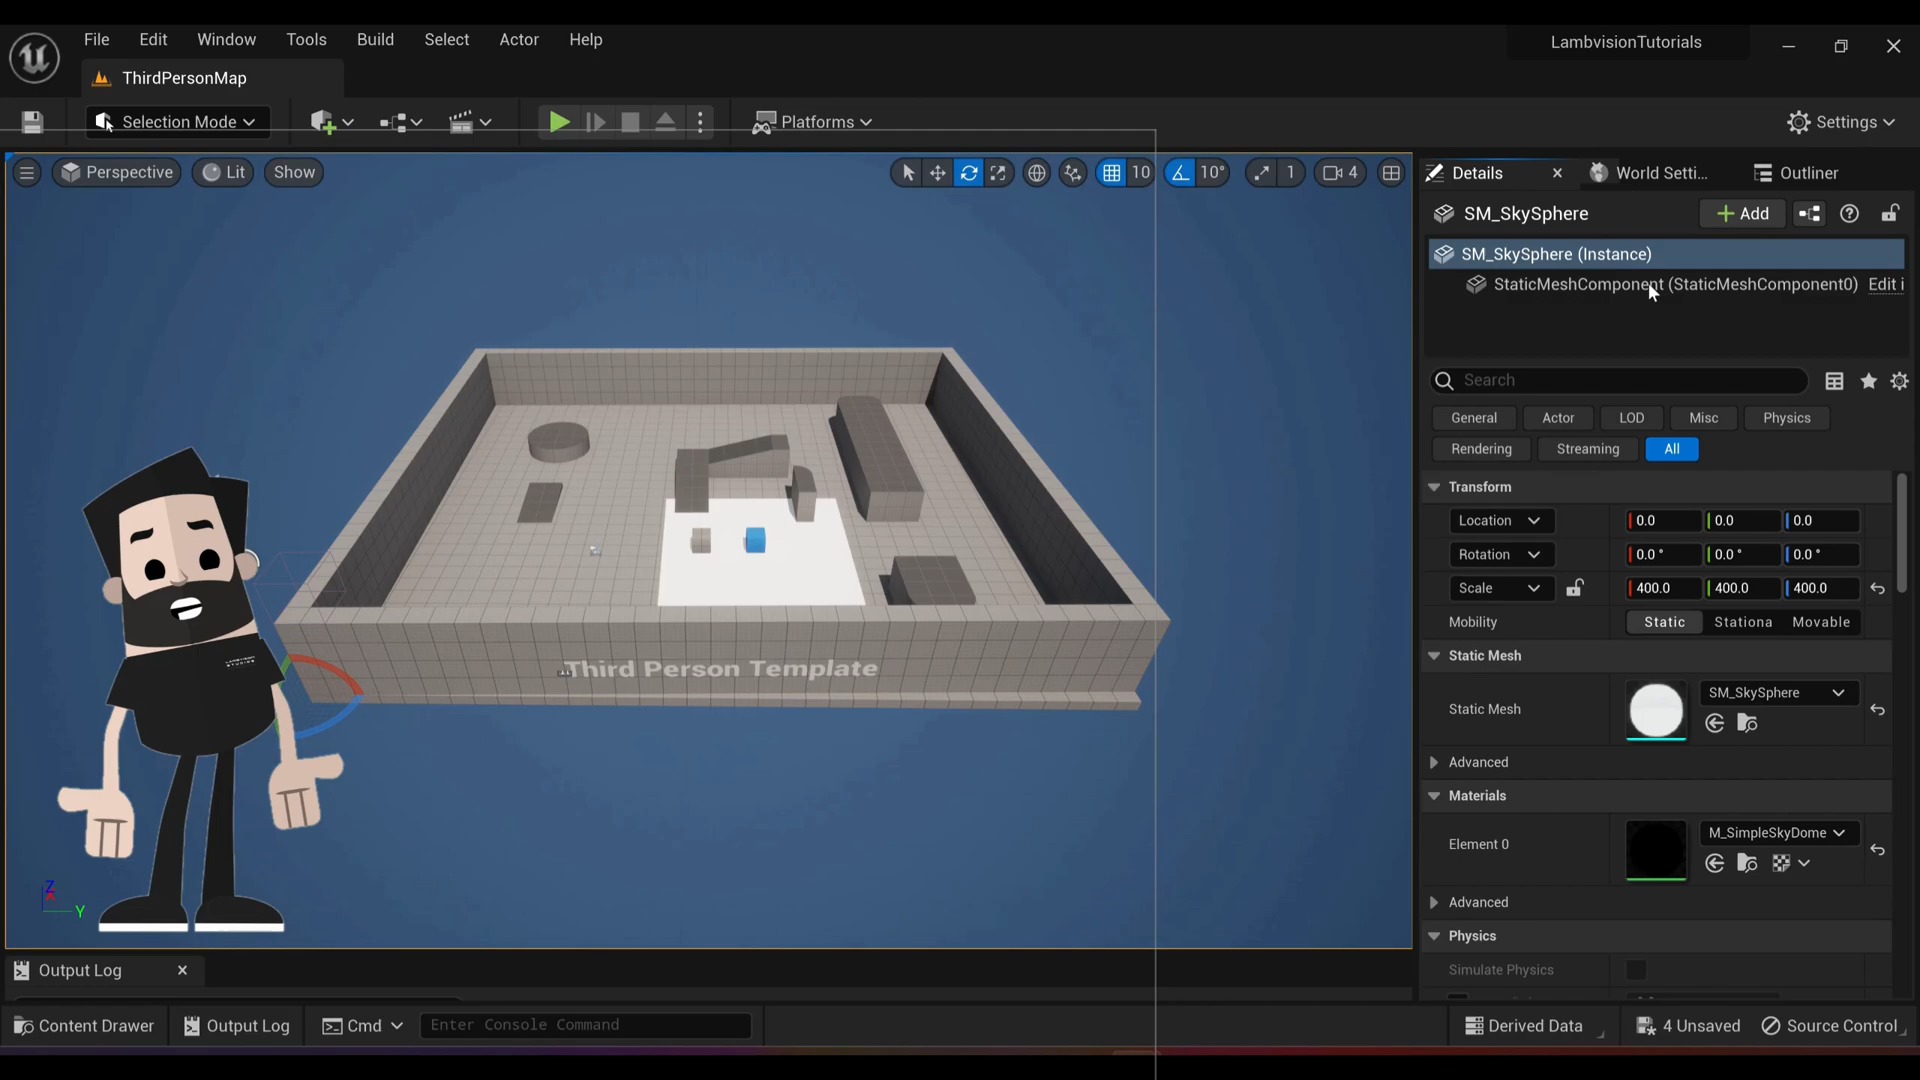 File Edit Window Tools Build Select Actor Help
LambvisionTutorials
ThirdPersonMap
Selection Mode
Platforms
Settings
Perspective Lit Show
10 10° 1 4
Details World Setti... Outliner
SM_SkySphere
Add
SM_SkySphere (Instance)
StaticMeshComponent (StaticMeshComponent0) Edit i
Search
General Actor LOD Misc Physics
Rendering Streaming All
Transform
Location 0.0 0.0 0.0
Rotation 0.0 ° 0.0 ° 0.0 °
Scale 400.0 400.0 400.0
Mobility Static Stationa Movable
Static Mesh
Static Mesh SM_SkySphere
Advanced
Materials
Element 0 M_SimpleSkyDome
Advanced
Physics
Simulate Physics
Third Person Template
Z
Y
Output Log
Content Drawer Output Log Cmd Enter Console Command
Derived Data 4 Unsaved Source Control